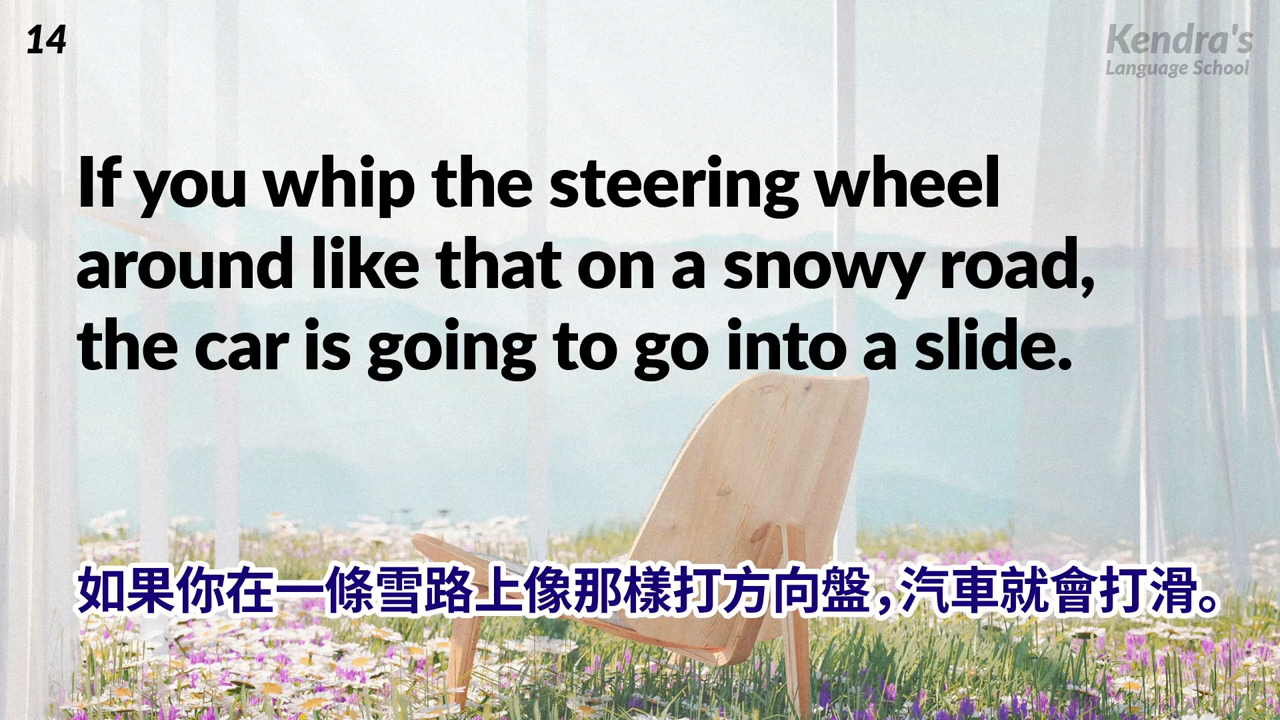 14
Kendra's
Language School
If you whip the steering wheel
around like that on a snowy road,
the car is going to go into a slide.
如果你在一條雪路上像那樣打方向盤，汽車就會打滑。